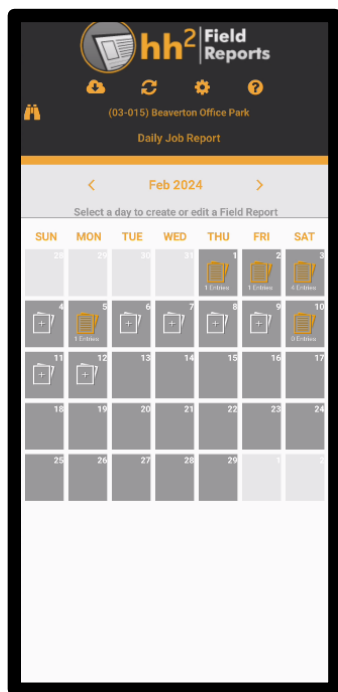 hh2 Field Reports
(03-015) Beaverton Office Park
Daily Job Report
Feb 2024
Select a day to create or edit a Field Report
SUN MON TUE WED THU FRI SAT
28 29 30 31 1 2 3
1 Entries 1 Entries 4 Entries
4 5 6 7 8 9 10
1 Entries 3 Entries
11 12 13 14 15 16 17
18 19 20 21 22 23 24
25 26 27 28 29 1 2